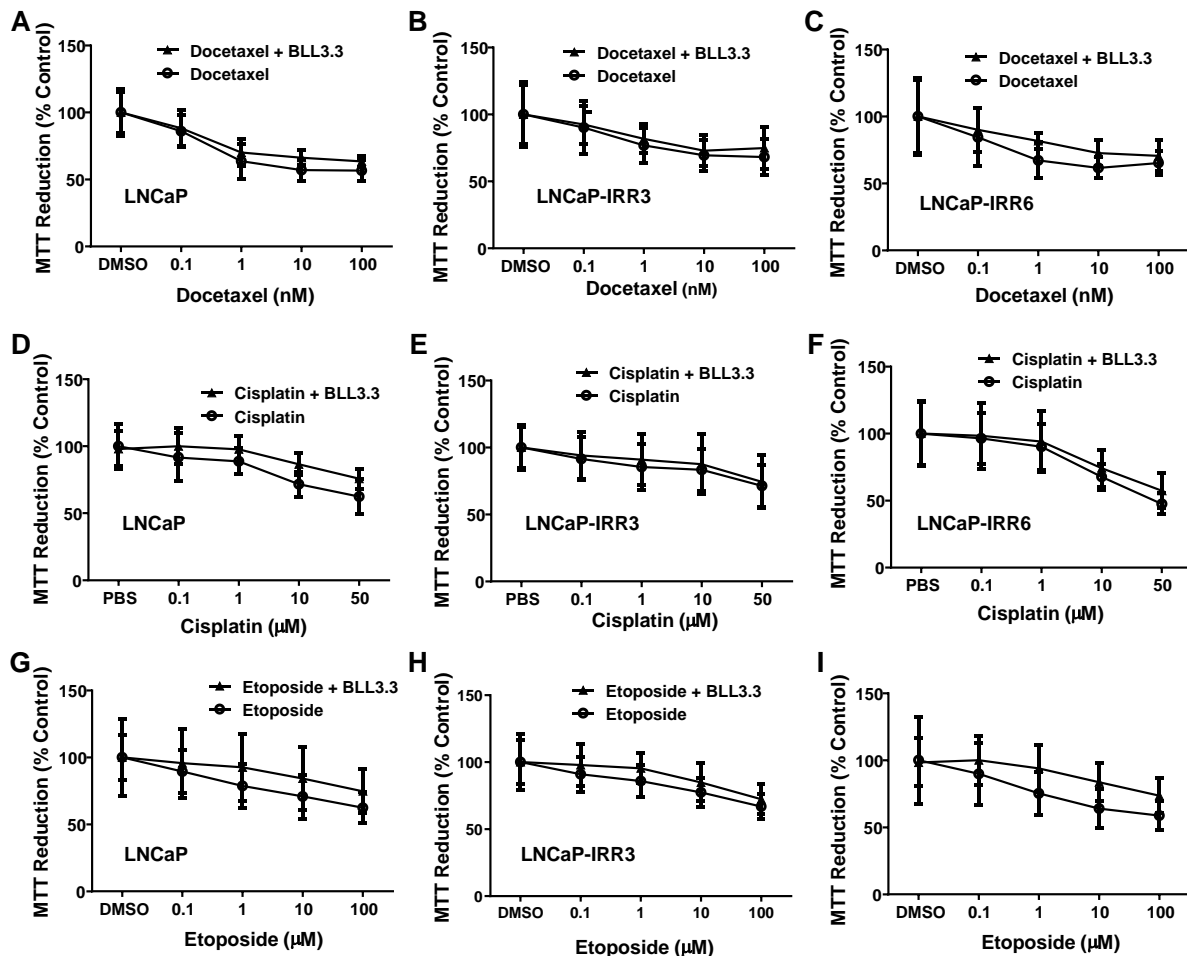 A
MTT Reduction (% Control)
150
100
50
0
Docetaxel + BLL3.3
Docetaxel
LNCaP
DMSO 0.1 1 10 100
Docetaxel (nM)
B
MTT Reduction (% Control)
150
100
50
0
Docetaxel + BLL3.3
Docetaxel
LNCaP-IRR3
DMSO 0.1 1 10 100
Docetaxel (nM)
C
MTT Reduction (% Control)
150
100
50
0
Docetaxel + BLL3.3
Docetaxel
LNCaP-IRR6
DMSO 0.1 1 10 100
Docetaxel (nM)
D
MTT Reduction (% Control)
150
100
50
0
Cisplatin + BLL3.3
Cisplatin
LNCaP
PBS 0.1 1 10 50
Cisplatin (μM)
E
MTT Reduction (% Control)
150
100
50
0
Cisplatin + BLL3.3
Cisplatin
LNCaP-IRR3
PBS 0.1 1 10 50
Cisplatin (μM)
F
MTT Reduction (% Control)
150
100
50
0
Cisplatin + BLL3.3
Cisplatin
LNCaP-IRR6
PBS 0.1 1 10 50
Cisplatin (μM)
G
MTT Reduction (% Control)
150
100
50
0
Etoposide + BLL3.3
Etoposide
LNCaP
DMSO 0.1 1 10 100
Etoposide (μM)
H
MTT Reduction (% Control)
150
100
50
0
Etoposide + BLL3.3
Etoposide
LNCaP-IRR3
DMSO 0.1 1 10 100
Etoposide (μM)
I
MTT Reduction (% Control)
150
100
50
0
DMSO 0.1 1 10 100
Etoposide (μM)